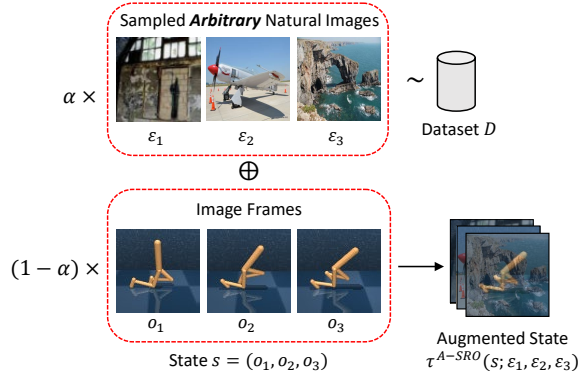 Sampled Arbitrary Natural Images
α ×
ε₁ ε₂ ε₃
~
Dataset D
⊕
Image Frames
(1 − α) ×
o₁ o₂ o₃
State s = (o₁, o₂, o₃)
Augmented State
τ^{A−SRO}(s; ε₁, ε₂, ε₃)